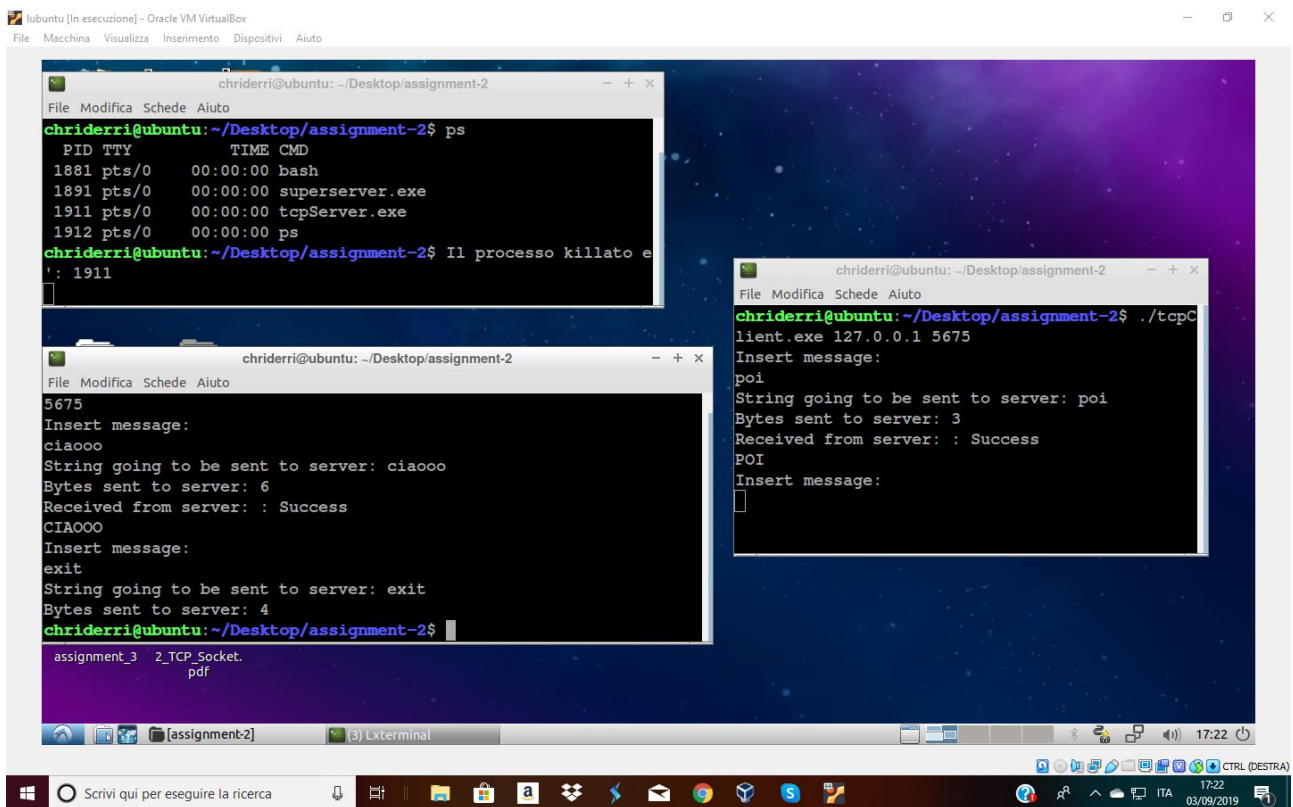 lubuntu [In esecuzione] - Oracle VM VirtualBox
File Macchina Visualizza Inserimento Dispositivi Aiuto
chriderri@ubuntu: ~/Desktop/assignment-2
File Modifica Schede Aiuto
chriderri@ubuntu:~/Desktop/assignment-2$ ps
PID TTY TIME CMD
1881 pts/0 00:00:00 bash
1891 pts/0 00:00:00 superserver.exe
1911 pts/0 00:00:00 tcpServer.exe
1912 pts/0 00:00:00 ps
chriderri@ubuntu:~/Desktop/assignment-2$ Il processo killato e
': 1911
chriderri@ubuntu: ~/Desktop/assignment-2
File Modifica Schede Aiuto
5675
Insert message:
ciaooo
String going to be sent to server: ciaooo
Bytes sent to server: 6
Received from server: : Success
CIAOOO
Insert message:
exit
String going to be sent to server: exit
Bytes sent to server: 4
chriderri@ubuntu:~/Desktop/assignment-2$
chriderri@ubuntu: ~/Desktop/assignment-2
File Modifica Schede Aiuto
chriderri@ubuntu:~/Desktop/assignment-2$ ./tcpC
lient.exe 127.0.0.1 5675
Insert message:
poi
String going to be sent to server: poi
Bytes sent to server: 3
Received from server: : Success
POI
Insert message:
assignment_3 2_TCP_Socket.
pdf
[assignment-2] (3) Lxterminal 17:22
CTRL (DESTRA)
Scrivi qui per eseguire la ricerca ITA 17:22
03/09/2019